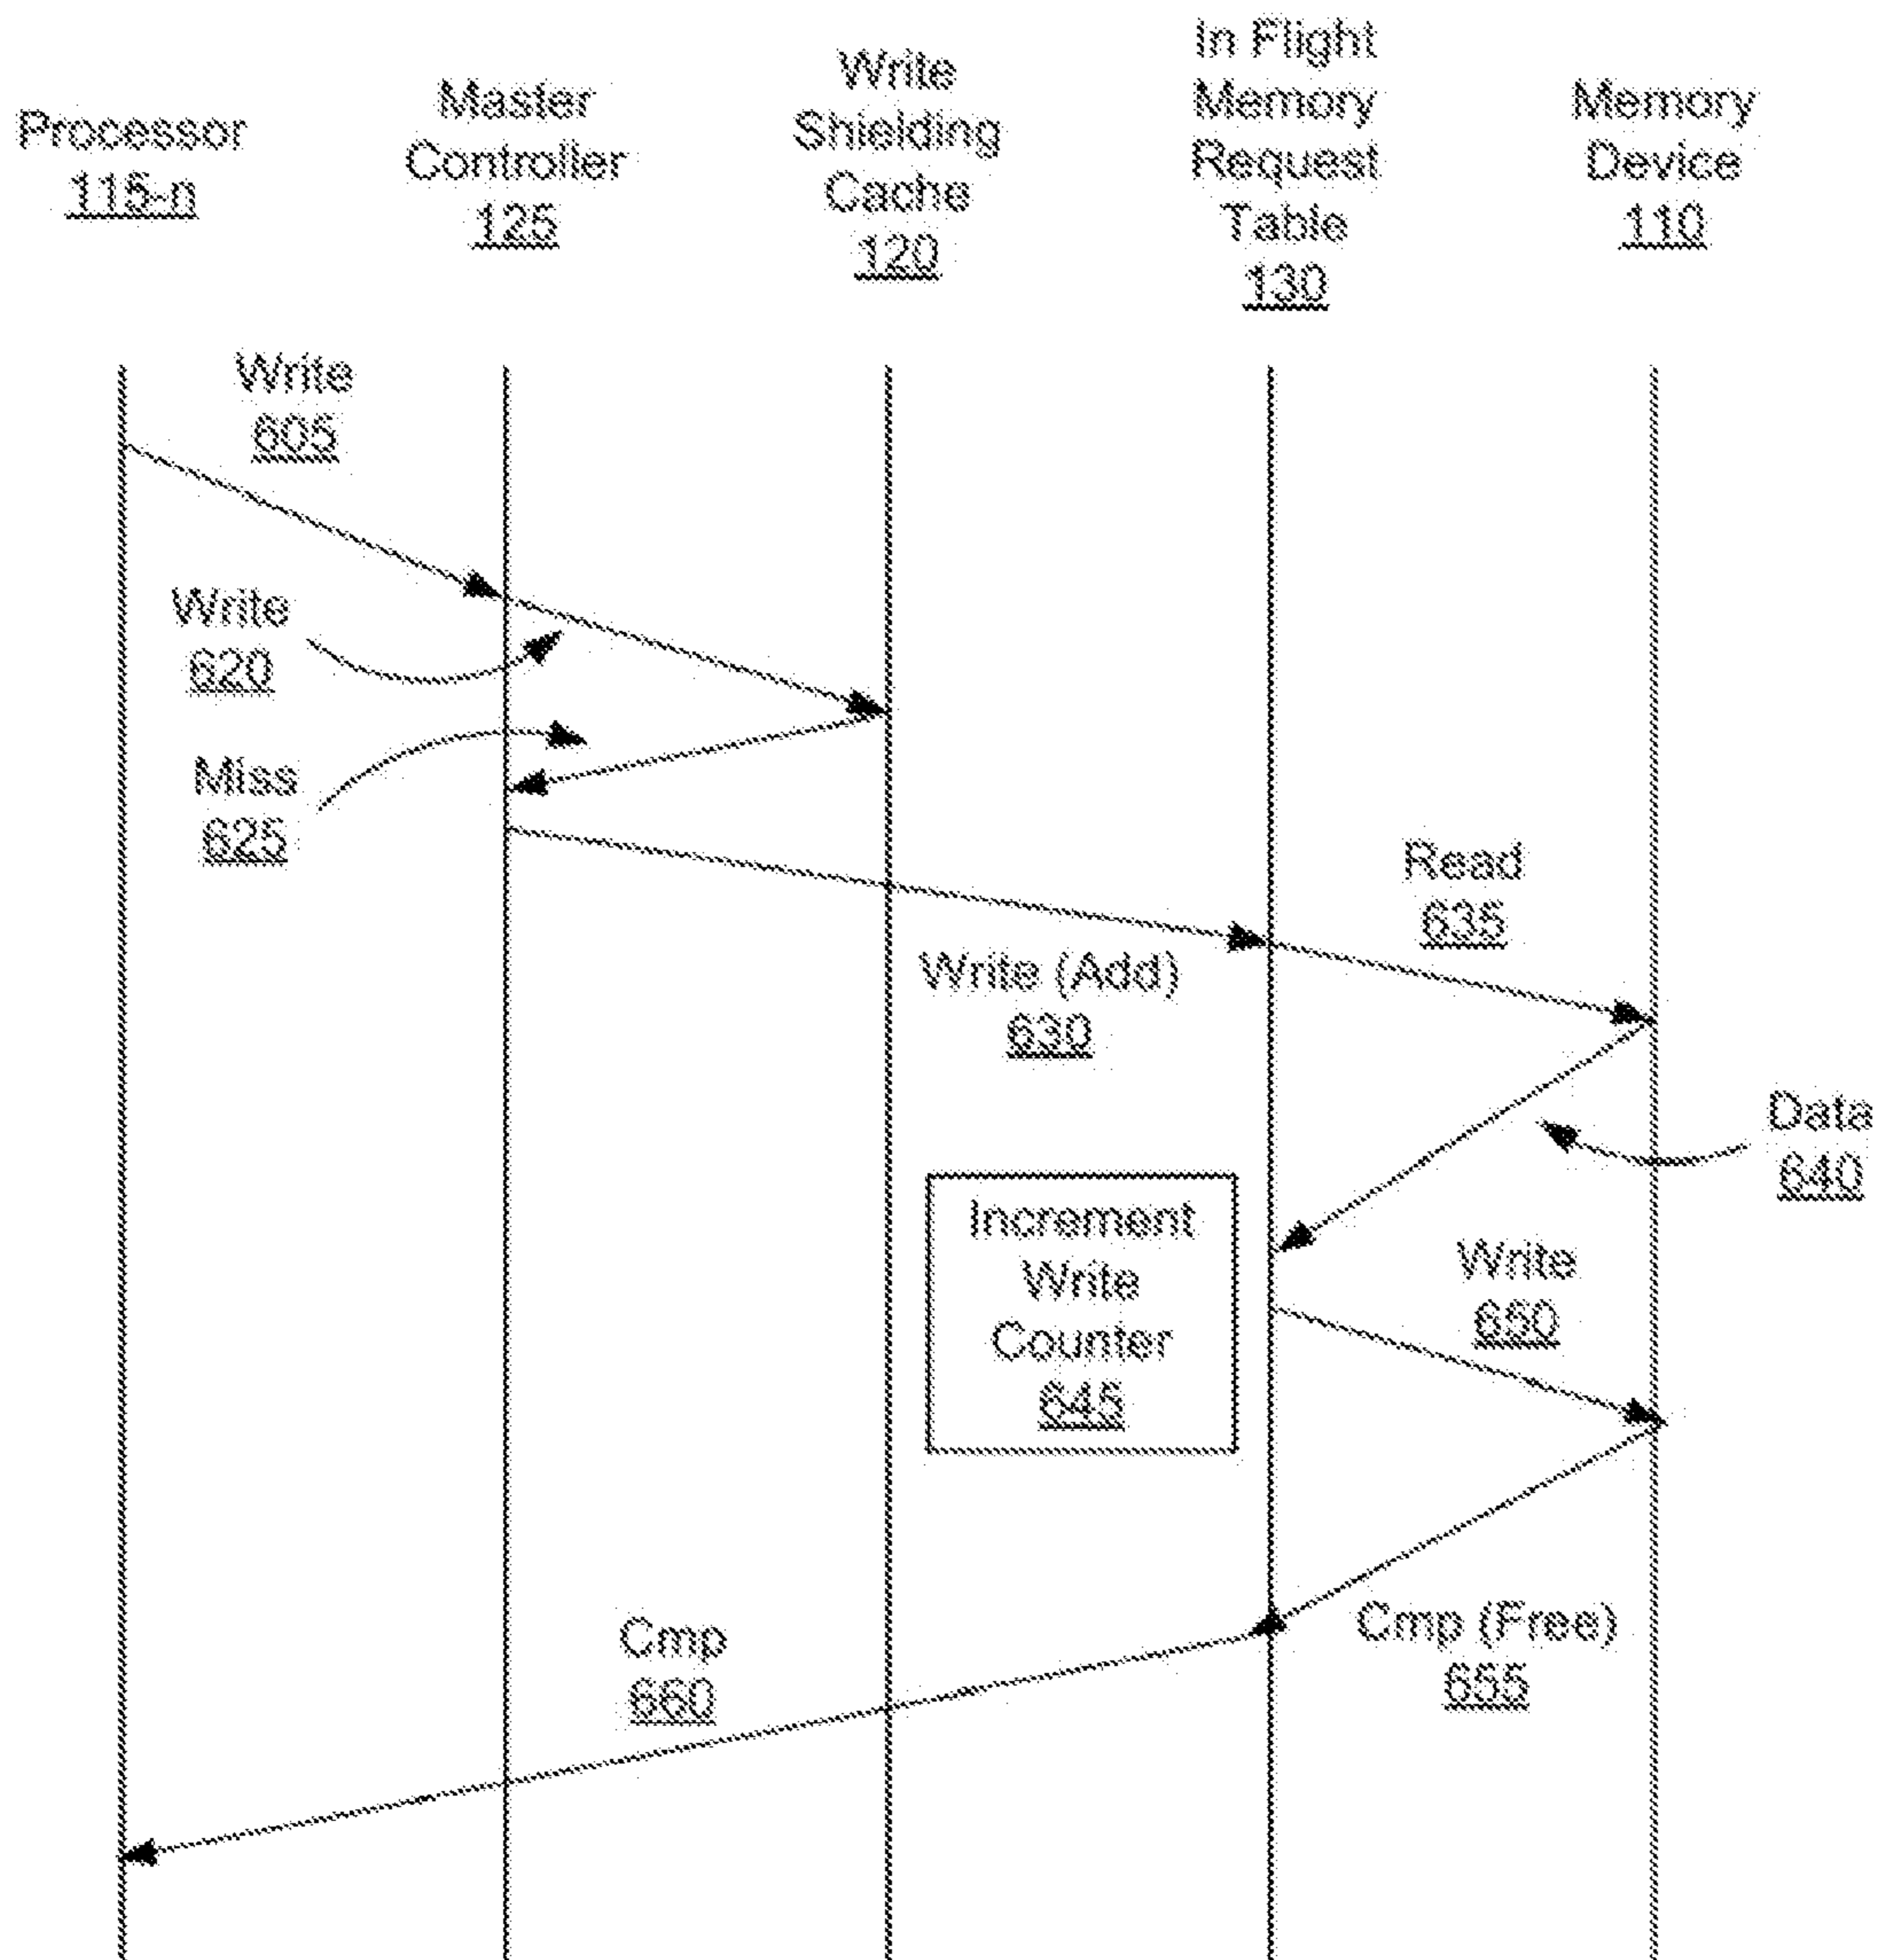 Processor
115-n
Master
Controller
125
Write
Shielding
Cache
120
In Flight
Memory
Request
Table
130
Memory
Device
110
Write
605
Write
620
Miss
625
Write (Add)
630
Read
635
Data
640
Increment
Write
Counter
645
Write
650
Cmp (Free)
655
Cmp
660